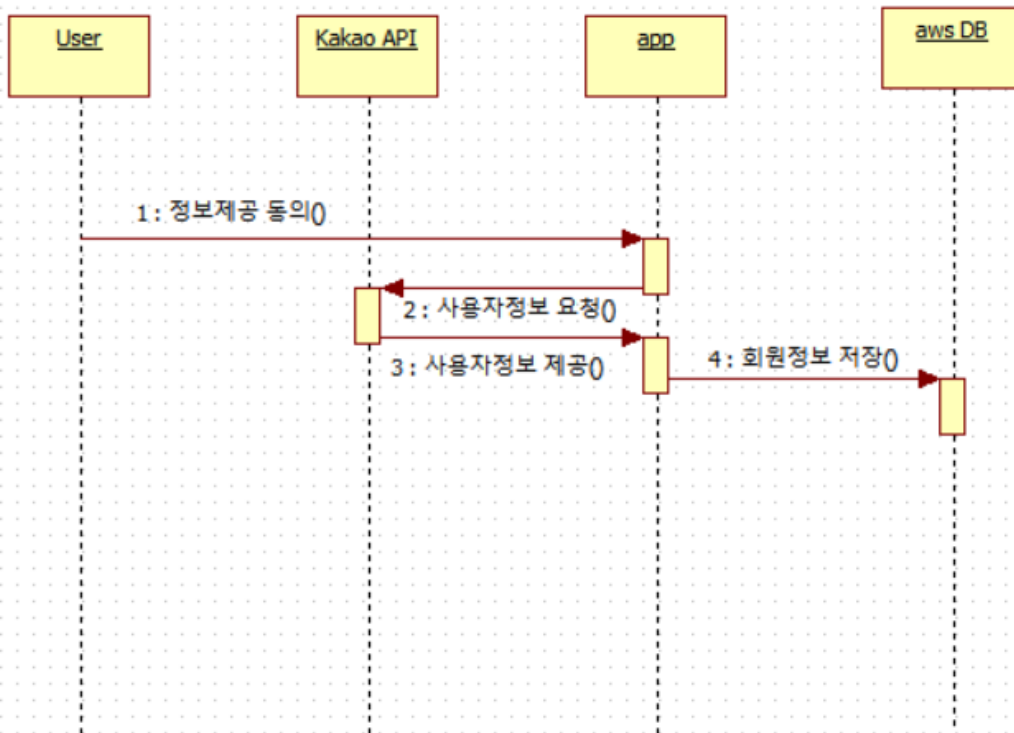 User
Kakao API
app
aws DB
1 : 정보제공 동의()
2 : 사용자정보 요청()
3 : 사용자정보 제공()
4 : 회원정보 저장()